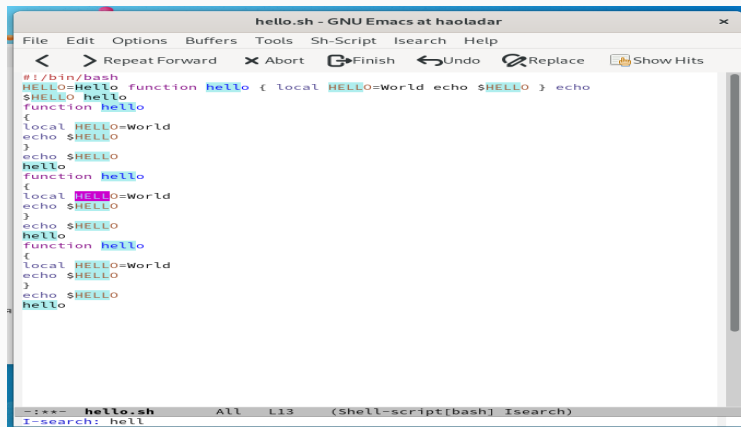 hello.sh - GNU Emacs at haoladar
File Edit Options Buffers Tools Sh-Script Isearch Help
Repeat Forward Abort Finish Undo Replace Show Hits
#!/bin/bash
HELLO=Hello function hello { local HELLO=World echo $HELLO } echo
$HELLO hello
function hello
{
local HELLO=World
echo $HELLO
}
echo $HELLO
hello
function hello
{
local HELLO=World
echo $HELLO
}
echo $HELLO
hello
function hello
{
local HELLO=World
echo $HELLO
}
echo $HELLO
hello
-:**- hello.sh All L13 (Shell-script[bash] Isearch)
I-search: hell